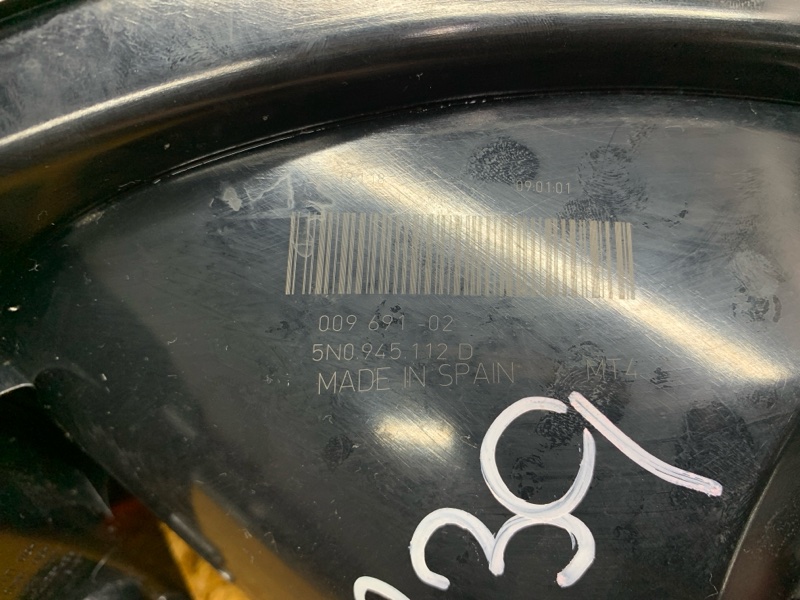 090101
009 691 -02
5N0 945 112 D
MADE IN SPAIN MT4